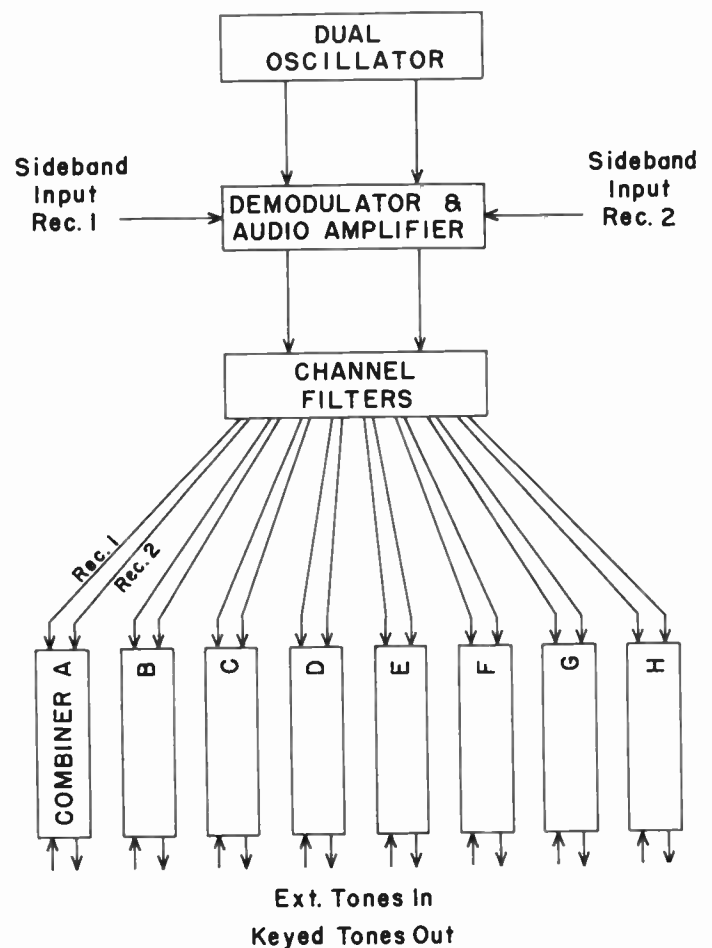 DUAL
OSCILLATOR
Sideband
Input
Rec. 1
Sideband
Input
Rec. 2
DEMODULATOR &
AUDIO AMPLIFIER
CHANNEL
FILTERS
Rec. 1
Rec. 2
COMBINER A
B
C
D
E
F
G
H
Ext. Tones In
Keyed Tones Out